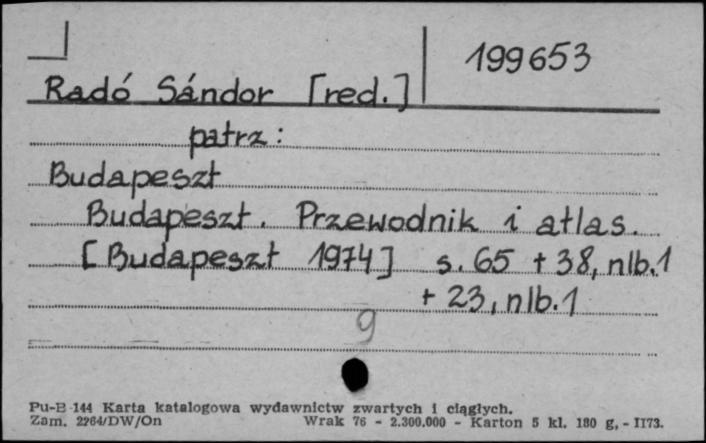 199653
Radó Sándor [red.]
patrz:
Budapeszt
Budapeszt. Przewodnik i atlas.
[Budapeszt 1974] s. 65 + 38, nlb. 1
+ 23, nlb. 1
9
Pu-B 144 Karta katalogowa wydawnictw zwartych i ciągłych.
Zam. 2264/DW/On Wrak 76 - 2.300.000 - Karton 5 kl. 180 g, - II73.